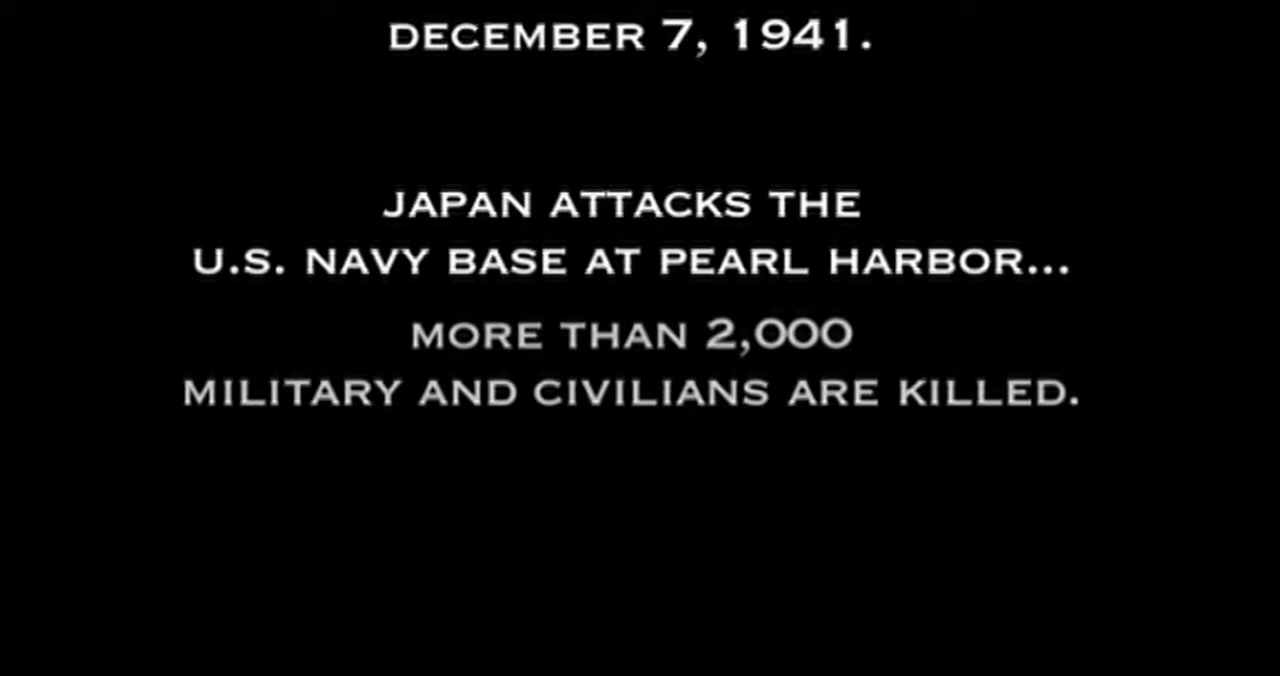 DECEMBER 7, 1941.
JAPAN ATTACKS THE
U.S. NAVY BASE AT PEARL HARBOR...
MORE THAN 2,000
MILITARY AND CIVILIANS ARE KILLED.